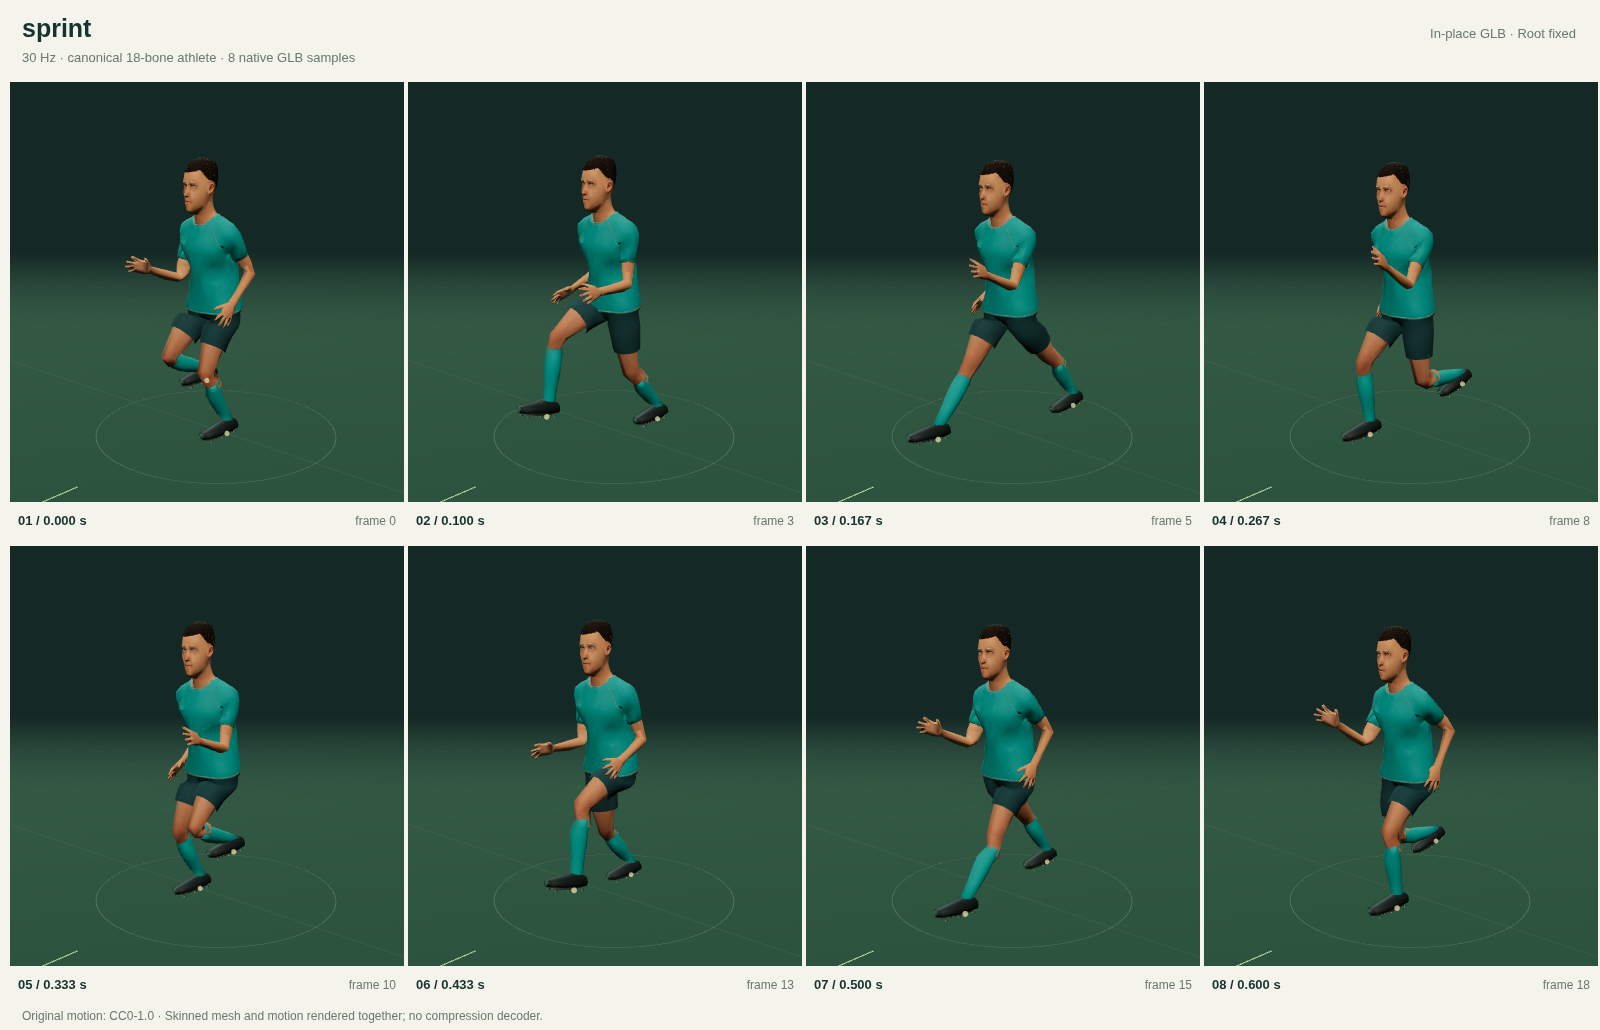 sprint
30 Hz · canonical 18-bone athlete · 8 native GLB samples
In-place GLB · Root fixed
01 / 0.000 s
frame 0
02 / 0.100 s
frame 3
03 / 0.167 s
frame 5
04 / 0.267 s
frame 8
05 / 0.333 s
frame 10
06 / 0.433 s
frame 13
07 / 0.500 s
frame 15
08 / 0.600 s
frame 18
Original motion: CC0-1.0 · Skinned mesh and motion rendered together; no compression decoder.